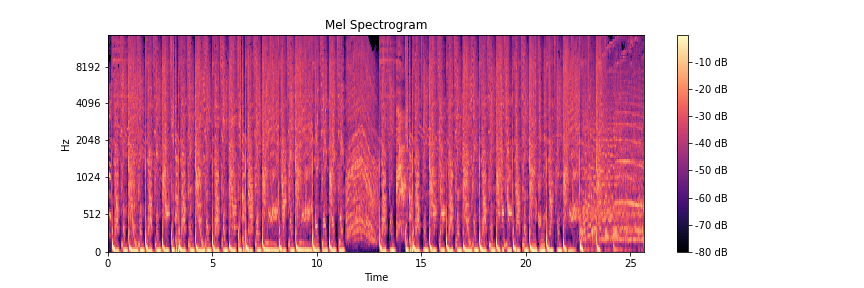 Mel Spectrogram
8192
4096
2048
1024
512
0
Hz
0
10
15
20
25
Time
-10 dB
-20 dB
-30 dB
-40 dB
-50 dB
-60 dB
-70 dB
-80 dB